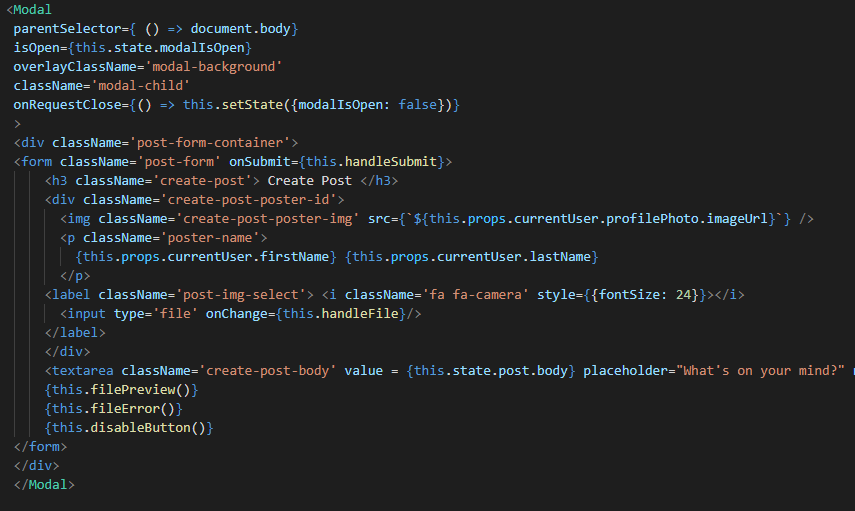 <Modal
parentSelector={ () => document.body}
isOpen={this.state.modalIsOpen}
overlayClassName='modal-background'
className='modal-child'
onRequestClose={() => this.setState({modalIsOpen: false})}
>
<div className='post-form-container'>
<form className='post-form' onSubmit={this.handleSubmit}>
<h3 className='create-post'> Create Post </h3>
<div className='create-post-poster-id'>
<img className='create-post-poster-img' src={`${this.props.currentUser.profilePhoto.imageUrl}`} />
<p className='poster-name'>
{this.props.currentUser.firstName} {this.props.currentUser.lastName}
</p>
<label className='post-img-select'> <i className='fa fa-camera' style={{fontSize: 24}}></i>
<input type='file' onChange={this.handleFile}/>
</label>
</div>
<textarea className='create-post-body' value = {this.state.post.body} placeholder="What's on your mind?"
{this.filePreview()}
{this.fileError()}
{this.disableButton()}
</form>
</div>
</Modal>